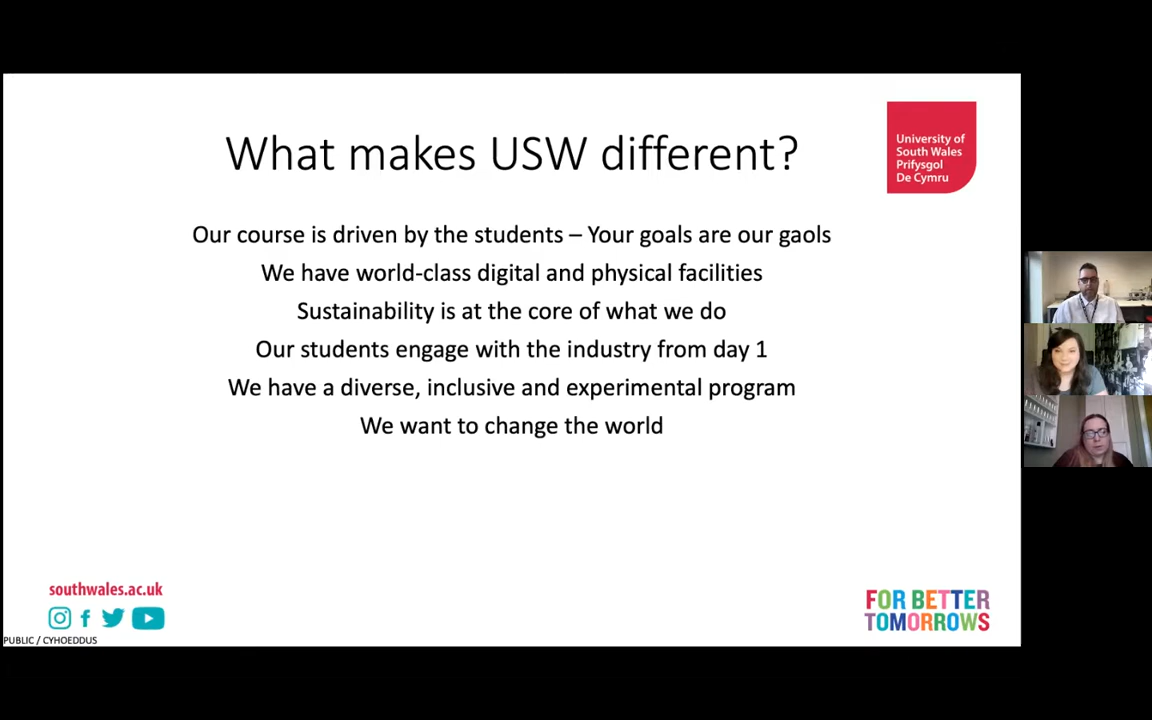 What makes USW different?
University of
South Wales
Prifysgol
De Cymru
Our course is driven by the students – Your goals are our gaols
We have world-class digital and physical facilities
Sustainability is at the core of what we do
Our students engage with the industry from day 1
We have a diverse, inclusive and experimental program
We want to change the world
southwales.ac.uk
FOR BETTER
TOMORROWS
PUBLIC / CYHOEDDUS